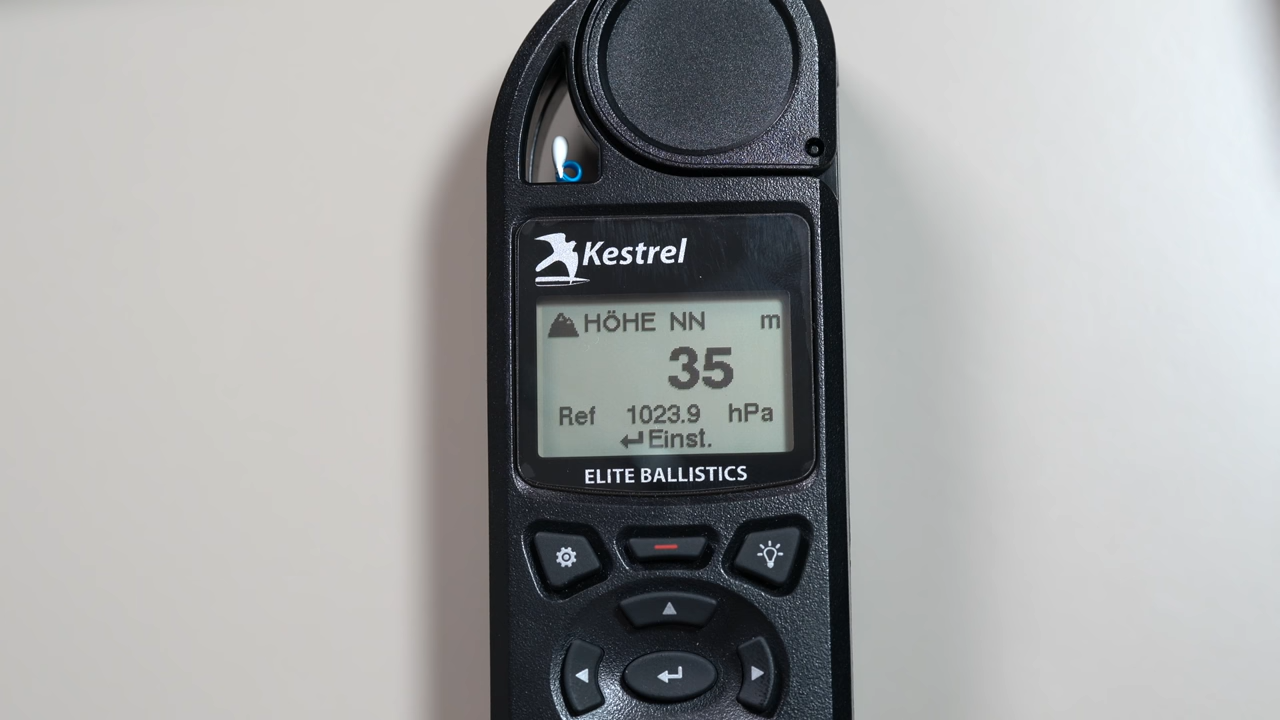 Kestrel
HÖHE NN m
35
Ref 1023.9 hPa
Einst.
ELITE BALLISTICS